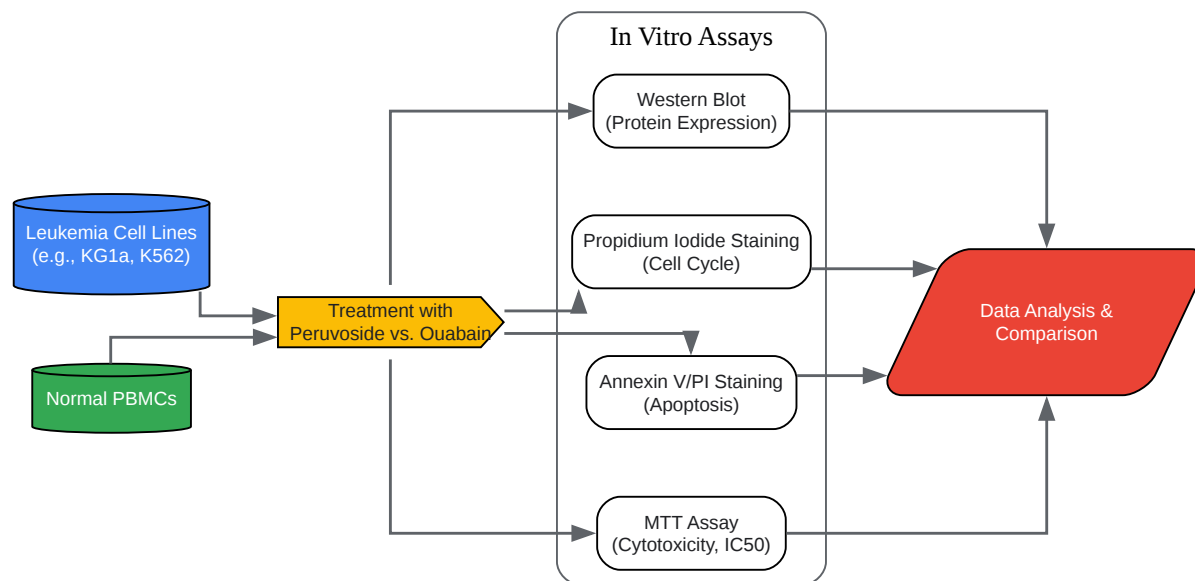 In Vitro Assays
Western Blot
(Protein Expression)
Leukemia Cell Lines
(e.g., KG1a, K562)
Propidium Iodide Staining
(Cell Cycle)
Treatment with
Peruvoside vs. Ouabain
Data Analysis &
Comparison
Normal PBMCs
Annexin V/PI Staining
(Apoptosis)
MTT Assay
(Cytotoxicity, IC50)